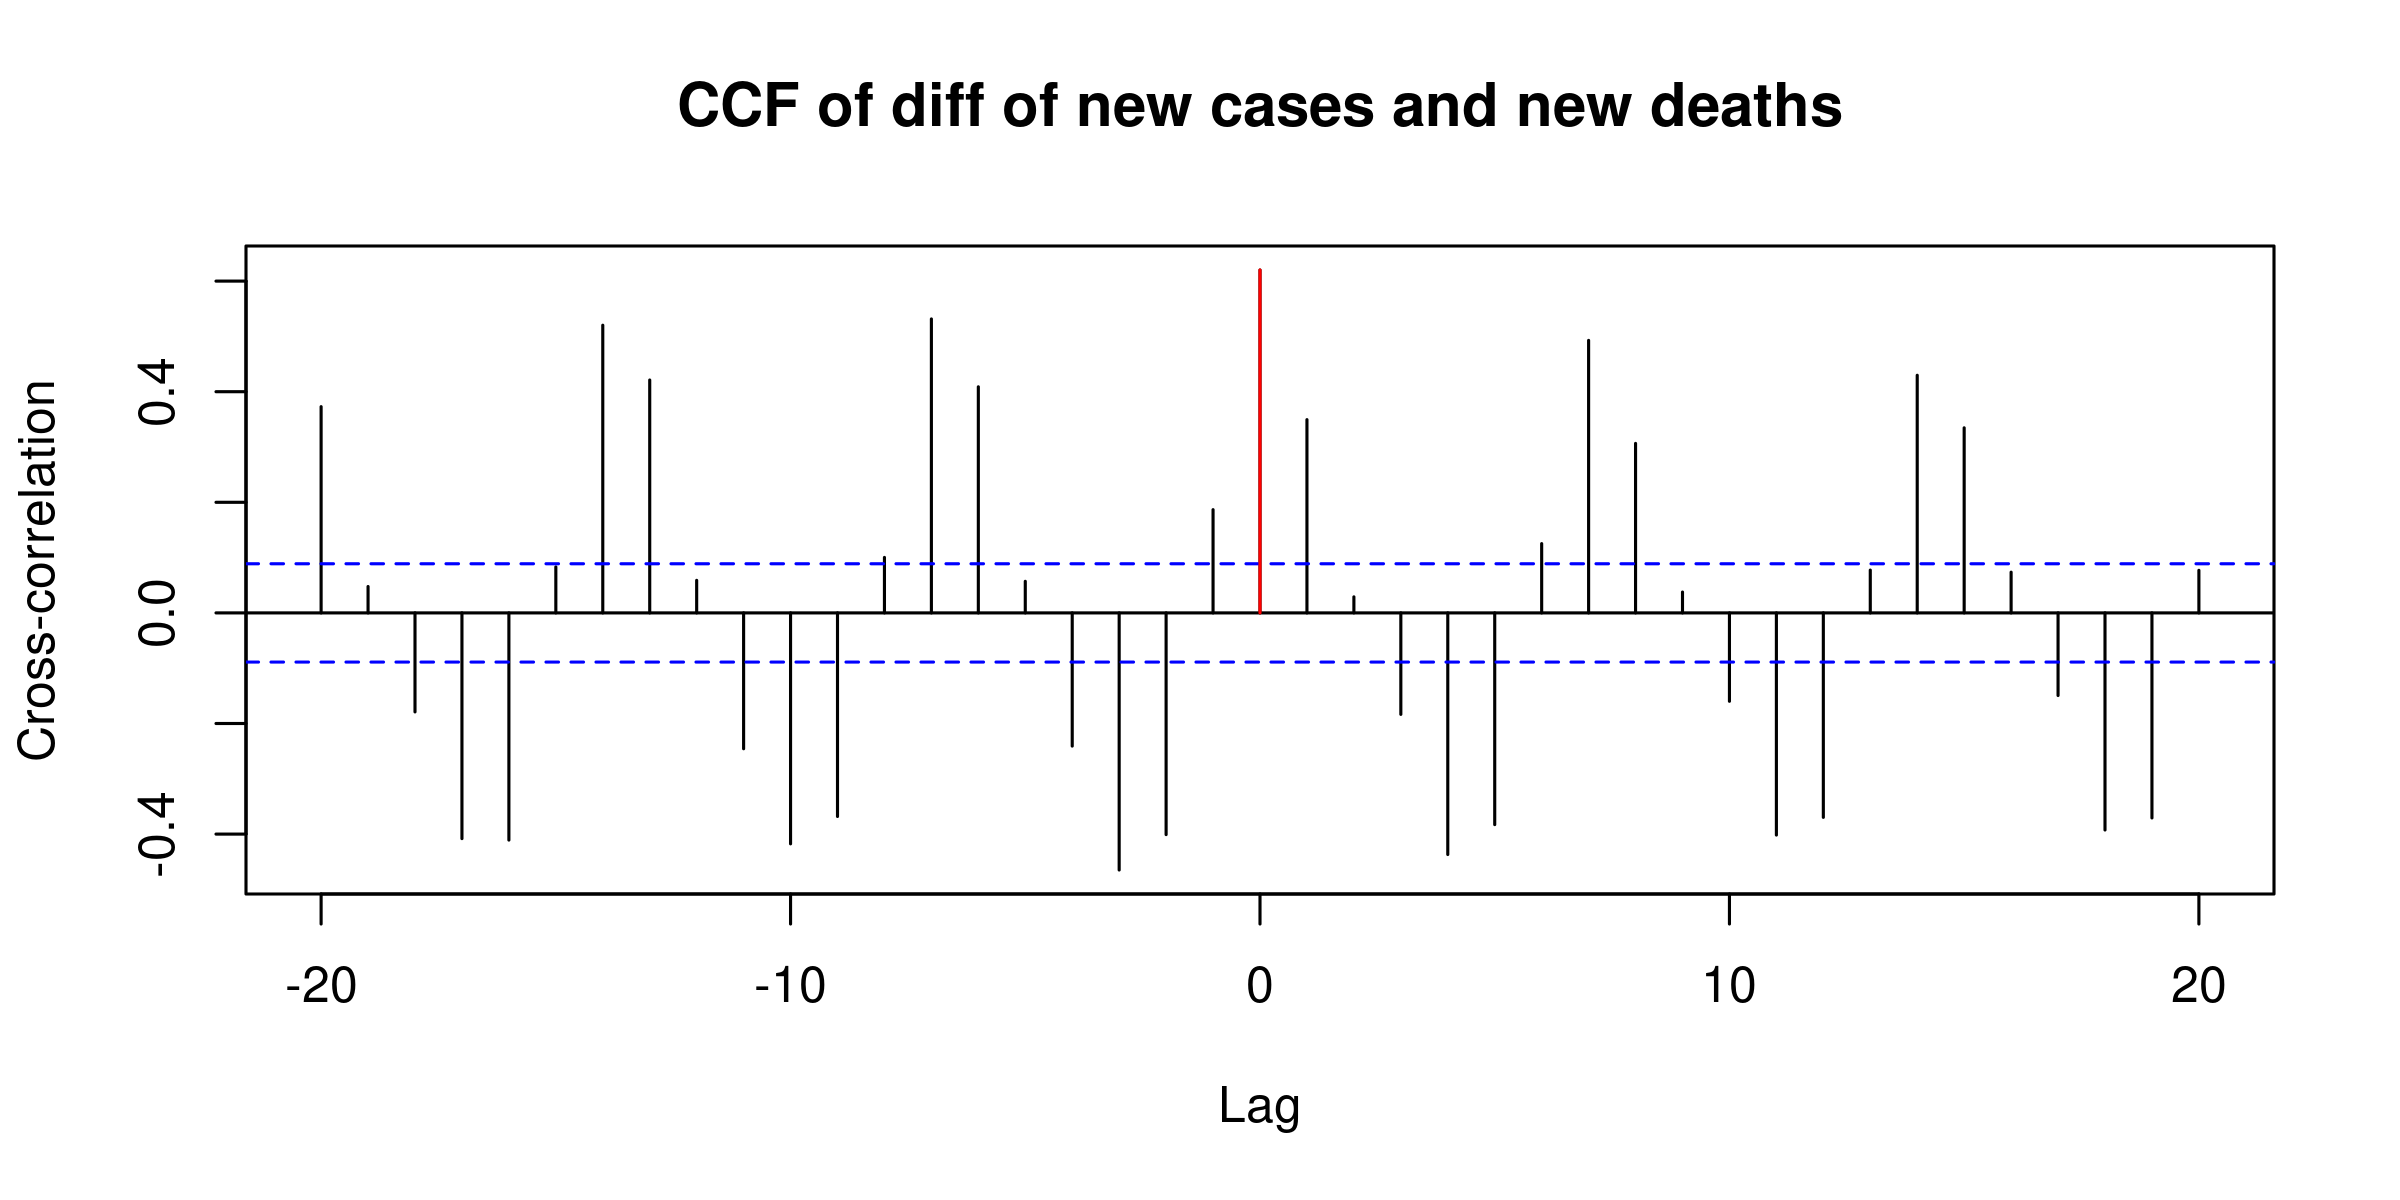 CCF of diff of new cases and new deaths
Cross-correlation
0.4
0.0
-0.4
-20 -10 0 10 20
Lag